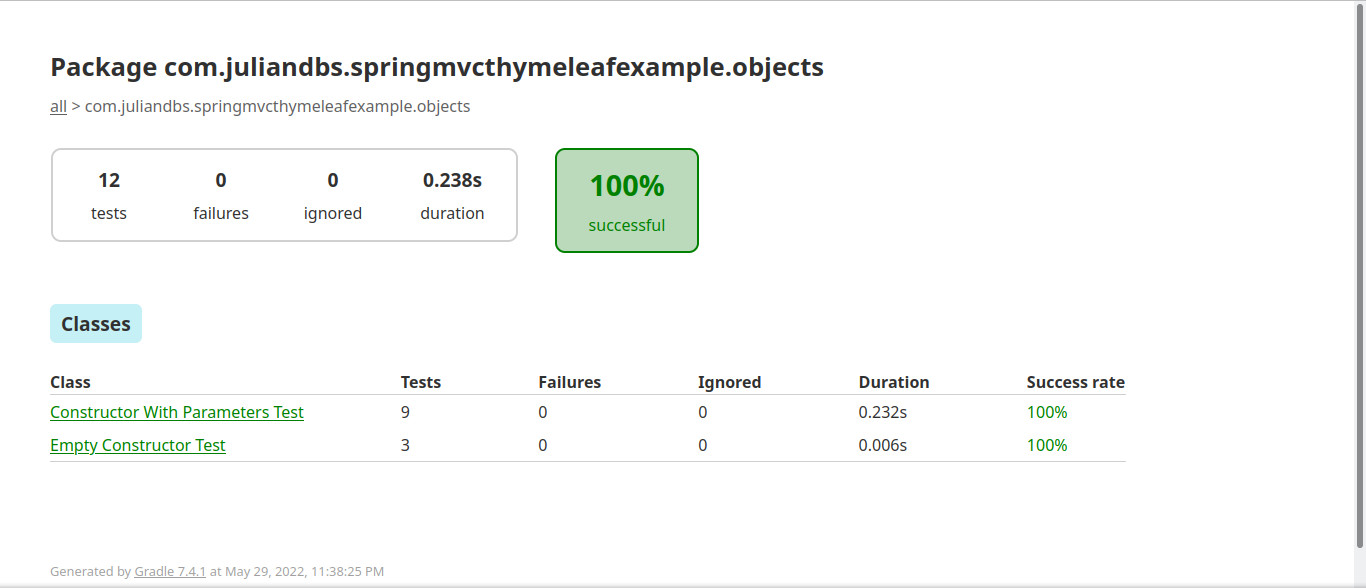 Package com.juliandbs.springmvcthymeleafexample.objects
all > com.juliandbs.springmvcthymeleafexample.objects
12 0 0 0.238s
tests failures ignored duration
100%
successful
Classes
Class Tests Failures Ignored Duration Success rate
Constructor With Parameters Test 9 0 0 0.232s 100%
Empty Constructor Test 3 0 0 0.006s 100%
Generated by Gradle 7.4.1 at May 29, 2022, 11:38:25 PM